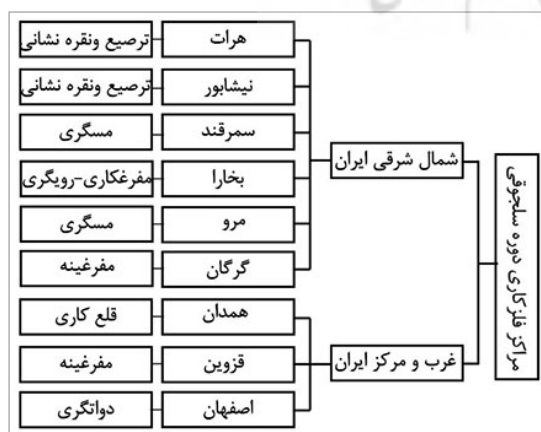 مراکز فلزکاری دوره سلجوقی
شمال شرقی ایران
هرات
ترصیع ونقره نشانی
نیشابور
ترصیع ونقره نشانی
سمرقند
مسگری
بخارا
مفرغکاری-رویگری
مرو
مسگری
گرگان
مفرغینه
غرب و مرکز ایران
همدان
قلع کاری
قزوین
مفرغینه
اصفهان
دواتگری